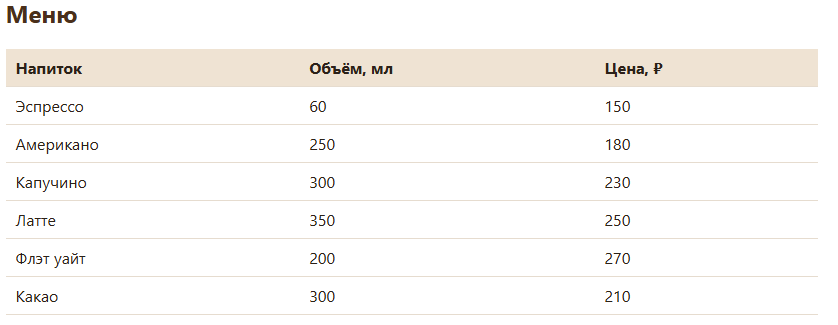 Меню
Напиток Объём, мл Цена, ₽
Эспрессо 60 150
Американо 250 180
Капучино 300 230
Латте 350 250
Флэт уайт 200 270
Какао 300 210